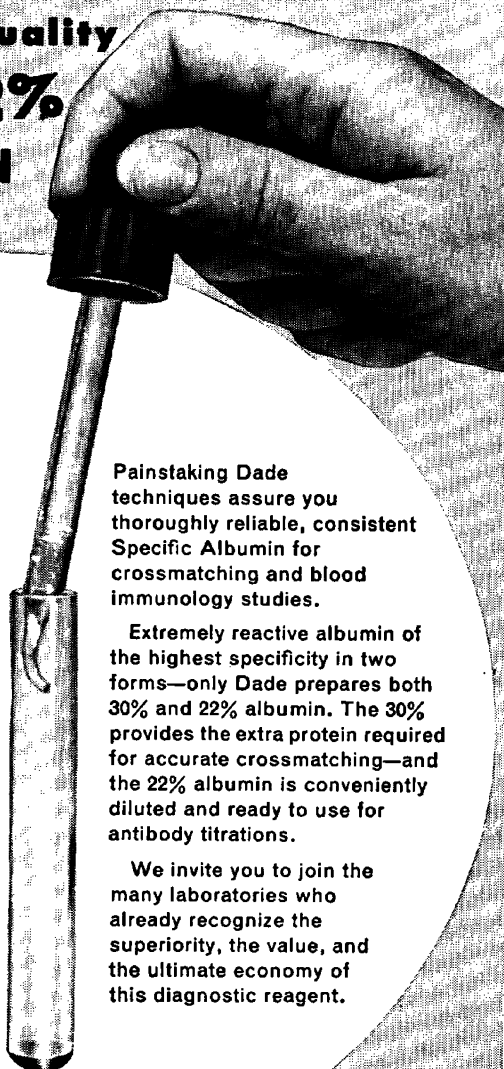 Painstaking Dade
techniques assure you
thoroughly reliable, consistent
Specific Albumin for
crossmatching and blood
immunology studies.
Extremely reactive albumin of
the highest specificity in two
forms—only Dade prepares both
30% and 22% albumin. The 30%
provides the extra protein required
for accurate crossmatching—and
the 22% albumin is conveniently
diluted and ready to use for
antibody titrations.
We invite you to join the
many laboratories who
already recognize the
superiority, the value, and
the ultimate economy of
this diagnostic reagent.